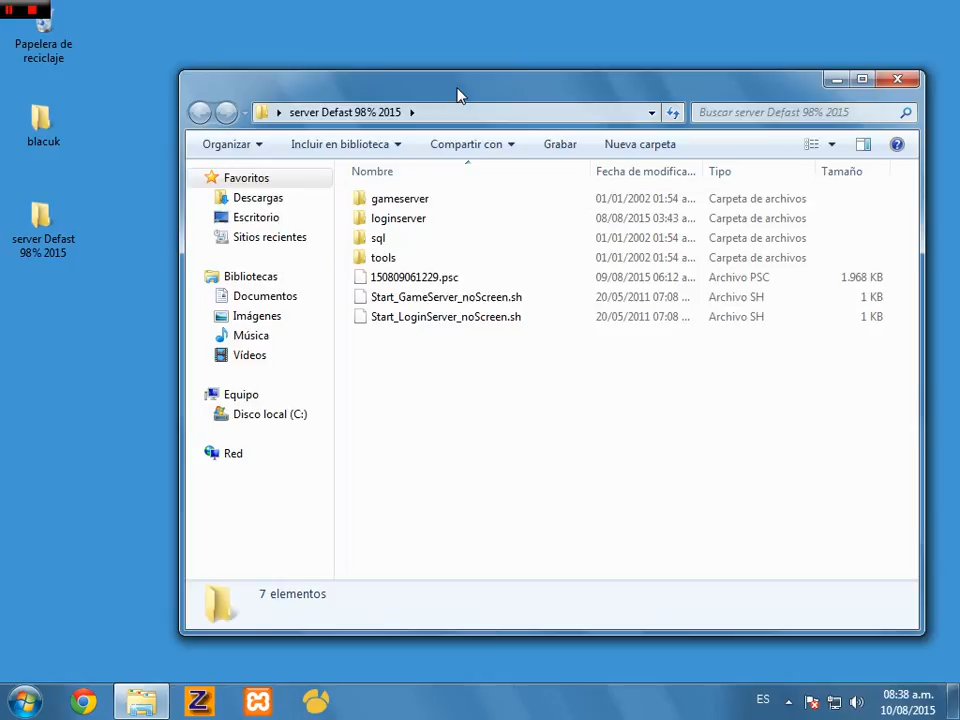 Papelera de
reciclaje
blacuk
server Defast
98% 2015
server Defast 98% 2015
Buscar server Defast 98% 2015
Organizar
Incluir en biblioteca
Compartir con
Grabar
Nueva carpeta
Favoritos
Descargas
Escritorio
Sitios recientes
Bibliotecas
Documentos
Imágenes
Música
Vídeos
Equipo
Disco local (C:)
Red
Nombre Fecha de modifica... Tipo Tamaño
gameserver 01/01/2002 01:54 a... Carpeta de archivos
loginserver 08/08/2015 03:43 a... Carpeta de archivos
sql 01/01/2002 01:54 a... Carpeta de archivos
tools 01/01/2002 01:54 a... Carpeta de archivos
150809061229.psc 09/08/2015 06:12 a... Archivo PSC 1.968 KB
Start_GameServer_noScreen.sh 20/05/2011 07:08 ... Archivo SH 1 KB
Start_LoginServer_noScreen.sh 20/05/2011 07:08 ... Archivo SH 1 KB
7 elementos
ES
08:38 a.m.
10/08/2015